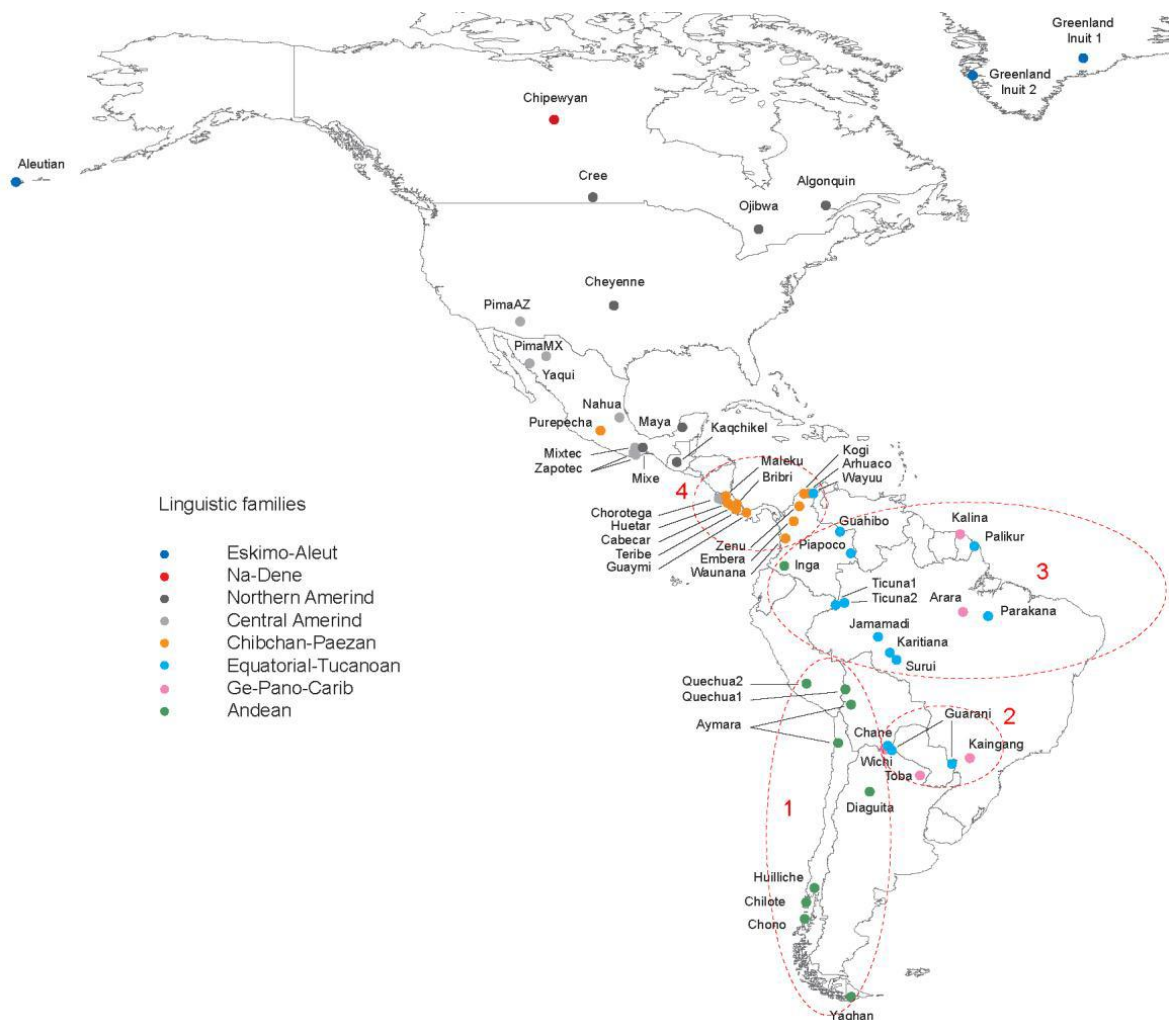 Greenland
Inuit 1
Greenland
Inuit 2
Chipewyan
Aleutian
Cree
Algonquin
Ojibwa
Cheyenne
PimaAZ
PimaMX
Yaqui
Nahua
Purepecha
Maya
Kaqchikel
Mixtec
Zapotec
Mixe
Maleku
Bribri
Kogi
Arhuaco
Wayuu
4
Chorotega
Huetar
Cabecar
Teribe
Guaymi
Zenu
Embera
Waunana
Piapoco
Guahibo
Inga
Kalina
Palikur
3
Ticuna1
Ticuna2
Arara
Parakana
Jamamadi
Karitiana
Surui
Quechua2
Quechua1
Aymara
Chane
Guarani
2
Kaingang
Wichi
Toba
1
Diaguita
Huilliche
Chilote
Chono
Yaghan
Linguistic families
Eskimo-Aleut
Na-Dene
Northern Amerind
Central Amerind
Chibchan-Paezan
Equatorial-Tucanoan
Ge-Pano-Carib
Andean